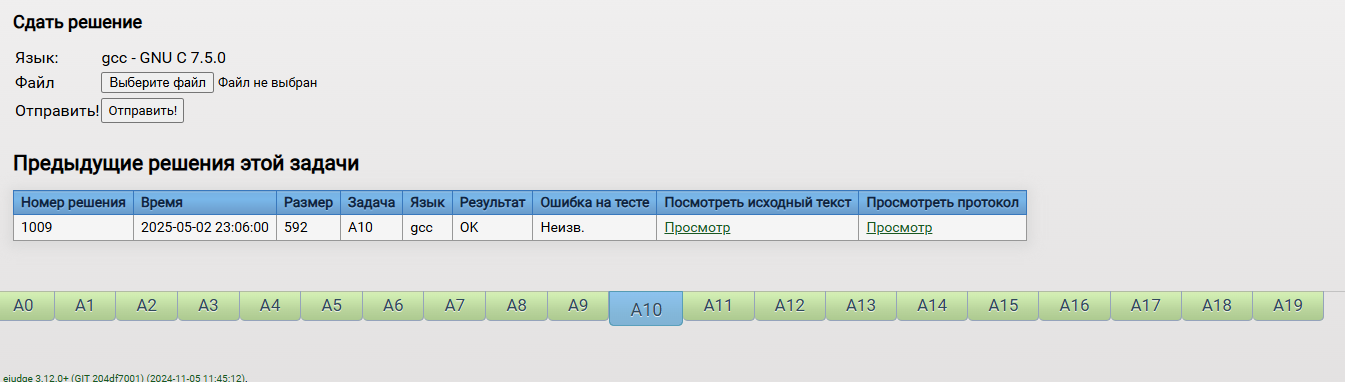 Сдать решение
Язык: gcc - GNU C 7.5.0
Файл Выберите файл Файл не выбран
Отправить! Отправить!
Предыдущие решения этой задачи
Номер решения Время Размер Задача Язык Результат Ошибка на тесте Посмотреть исходный текст Просмотреть протокол
1009 2025-05-02 23:06:00 592 A10 gcc OK Неизв. Просмотр Просмотр
A0 A1 A2 A3 A4 A5 A6 A7 A8 A9 A10 A11 A12 A13 A14 A15 A16 A17 A18 A19
ejudge 3.12.0+ (GIT 204df7001) (2024-11-05 11:45:12).